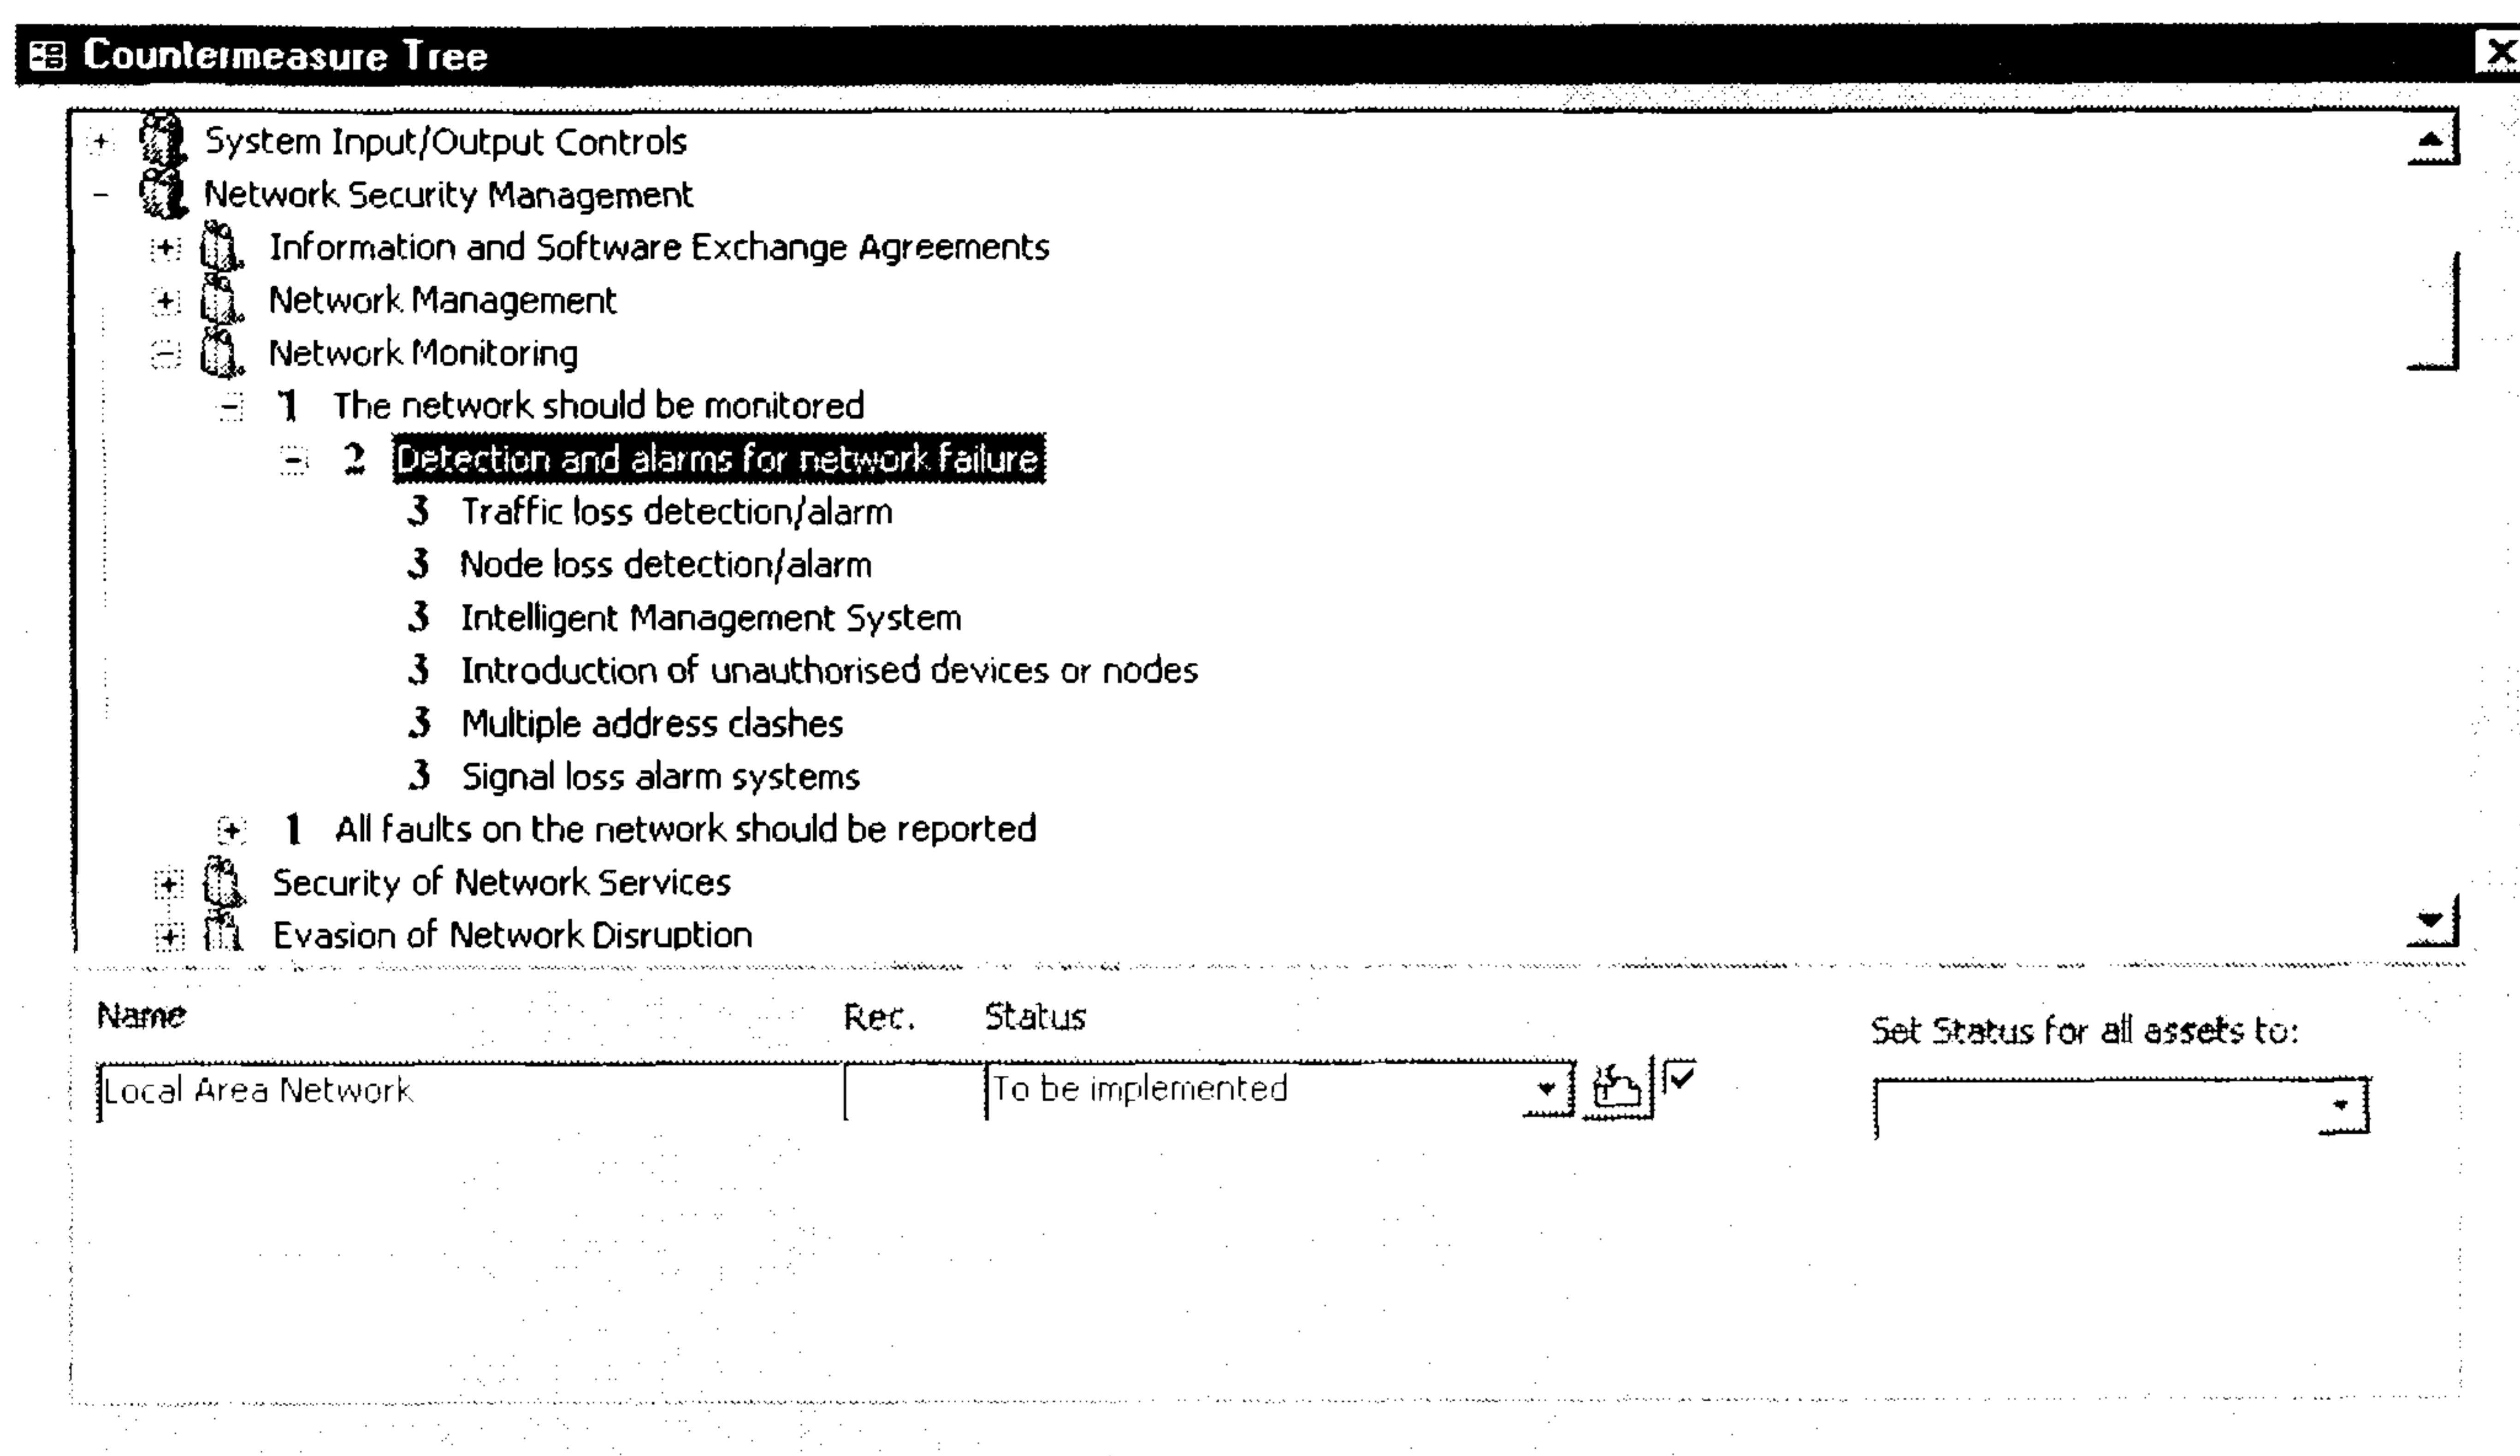 Countermeasure Tree
System Input/Output Controls
Network Security Management
Information and Software Exchange Agreements
Network Management
Network Monitoring
1 The network should be monitored
2 Detection and alarms for network failure
3 Traffic loss detection/alarm
3 Node loss detection/alarm
3 Intelligent Management System
3 Introduction of unauthorised devices or nodes
3 Multiple address clashes
3 Signal loss alarm systems
1 All faults on the network should be reported
Security of Network Services
Evasion of Network Disruption
Name Rec. Status
Set Status for all assets to:
Local Area Network To be implemented